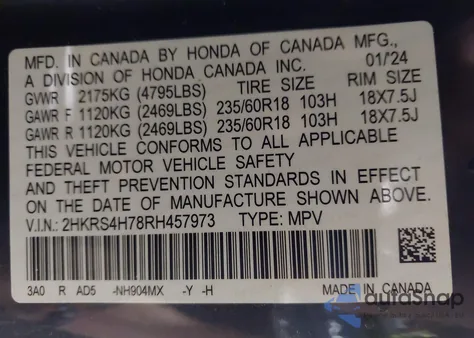 MFD. IN CANADA BY HONDA OF CANADA MFG.,
A DIVISION OF HONDA CANADA INC. 01/'24
GVWR 2175KG (4795LBS) TIRE SIZE RIM SIZE
GAWR F 1120KG (2469LBS) 235/60R18 103H 18X7.5J
GAWR R 1120KG (2469LBS) 235/60R18 103H 18X7.5J
THIS VEHICLE CONFORMS TO ALL APPLICABLE
FEDERAL MOTOR VEHICLE SAFETY
AND THEFT PREVENTION STANDARDS IN EFFECT
ON THE DATE OF MANUFACTURE SHOWN ABOVE.
V.I.N.: 2HKRS4H78RH457973 TYPE: MPV
3A0 R AD5 -NH904MX -Y -H MADE IN CANADA
autoShop